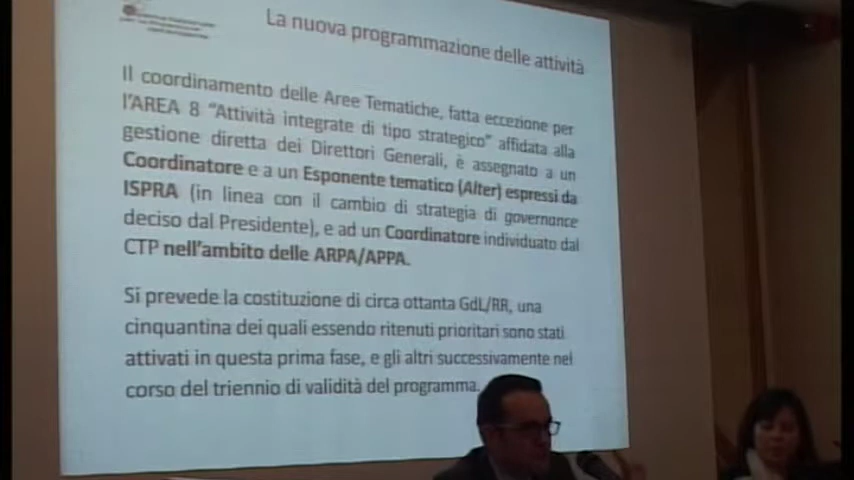 La nuova programmazione delle attività
Il coordinamento delle Aree Tematiche, fatta eccezione per
l'AREA 8 "Attività integrate di tipo strategico" affidata alla
gestione diretta dei Direttori Generali, è assegnato a un
Coordinatore e a un Esponente tematico (Alter) espressi da
ISPRA (in linea con il cambio di strategia di governance
deciso dal Presidente), e ad un Coordinatore individuato dal
CTP nell'ambito delle ARPA/APPA.
Si prevede la costituzione di circa ottanta GdL/RR, una
cinquantina dei quali essendo ritenuti prioritari sono stati
attivati in questa prima fase, e gli altri successivamente nel
corso del triennio di validità del programma.